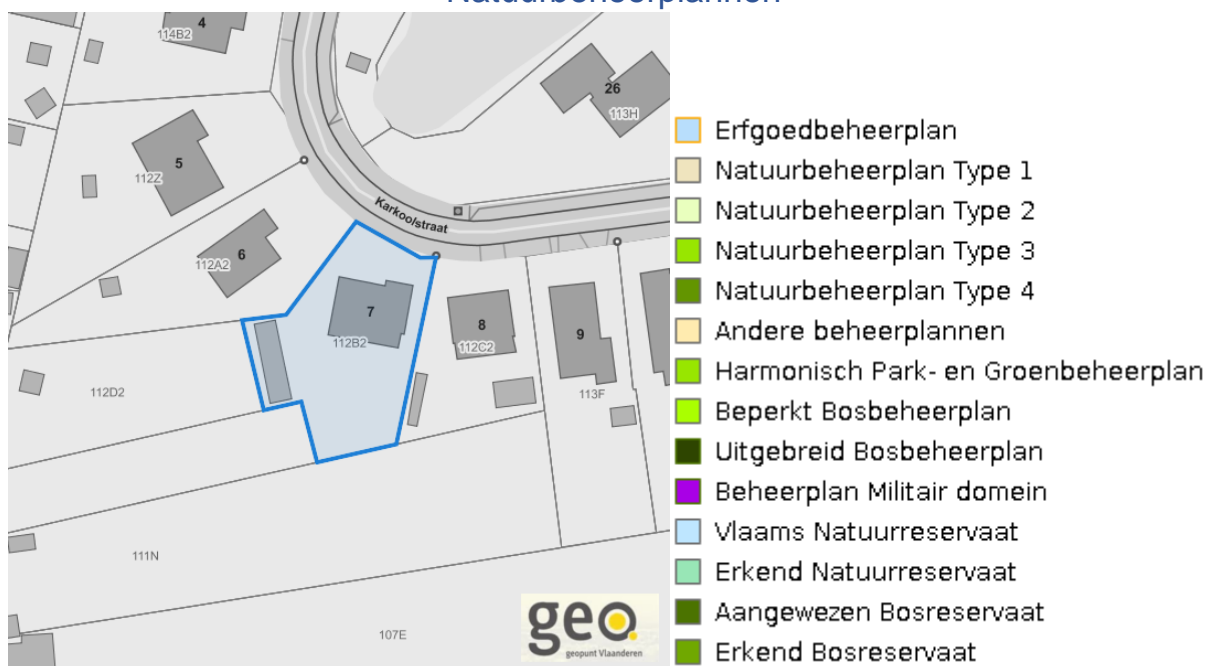 Natuurbeheerplannen
4
114B2
26
113H
5
112Z
Karkoolstraat
6
112A2
7
112B2
8
112C2
9
113F
112D2
111N
107E
geo
geopunt Vlaanderen
Erfgoedbeheerplan
Natuurbeheerplan Type 1
Natuurbeheerplan Type 2
Natuurbeheerplan Type 3
Natuurbeheerplan Type 4
Andere beheerplannen
Harmonisch Park- en Groenbeheerplan
Beperkt Bosbeheerplan
Uitgebreid Bosbeheerplan
Beheerplan Militair domein
Vlaams Natuurreservaat
Erkend Natuurreservaat
Aangewezen Bosreservaat
Erkend Bosreservaat